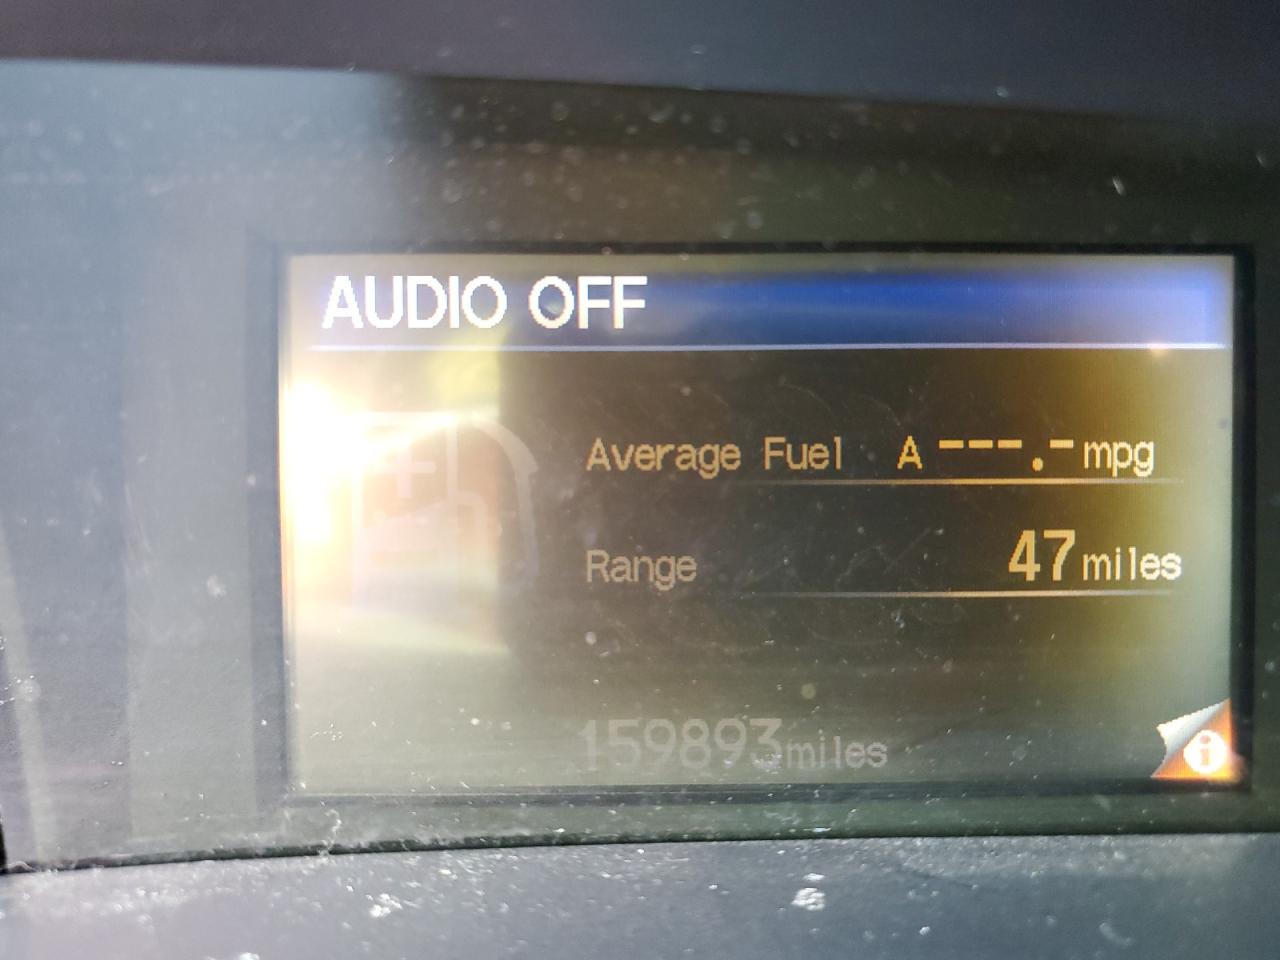 AUDIO OFF
Average Fuel A ---.- mpg
Range 47 miles
159893 miles
i